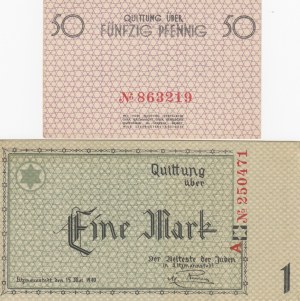 50 QUITTUNG ÜBER 50
FÜNFZIG PFENNIG
№ 863219
Quittung
über
Eine Mark
Der Aelteste der Juden
in Litzmannstadt
Litzmannstadt, den 15. Mai 1940
A № 250471
1